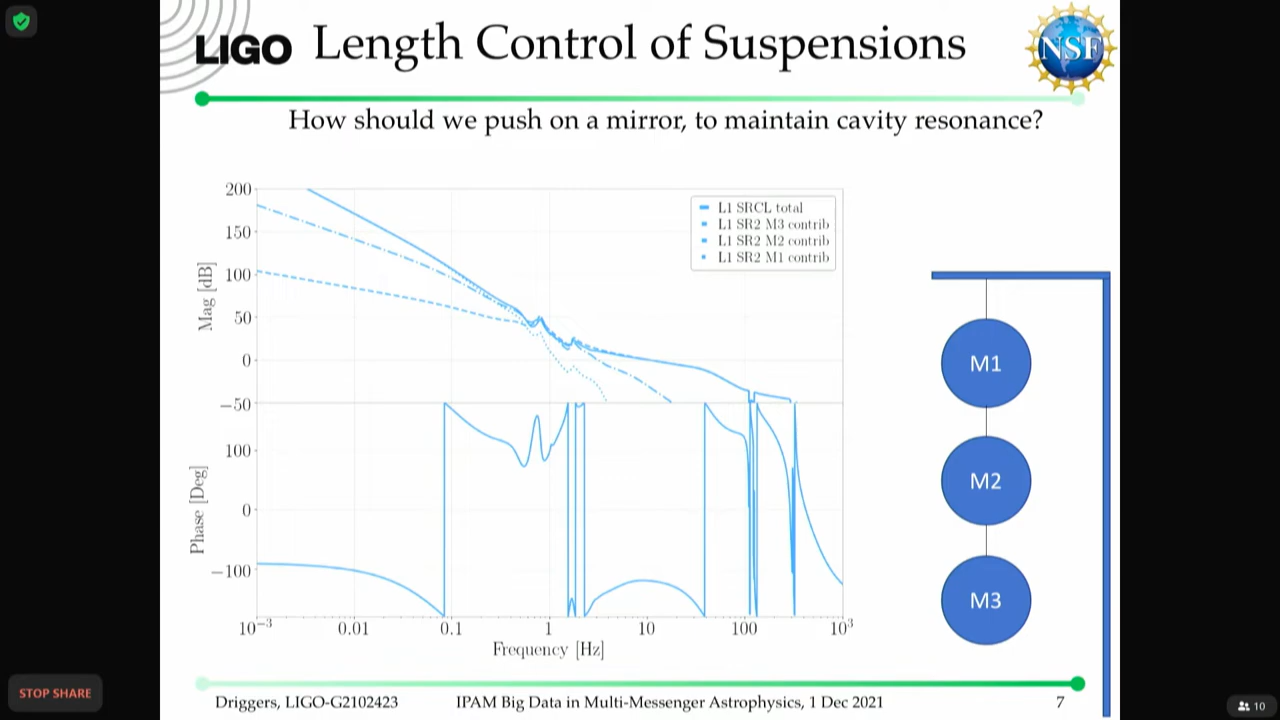 LIGO
Length Control of Suspensions
NSF
How should we push on a mirror, to maintain cavity resonance?
200
150
100
50
0
−50
Mag [dB]
L1 SRCL total
L1 SR2 M3 contrib
L1 SR2 M2 contrib
L1 SR2 M1 contrib
100
0
−100
Phase [Deg]
10⁻³
0.01
0.1
1
10
100
10³
Frequency [Hz]
M1
M2
M3
STOP SHARE
Driggers, LIGO-G2102423
IPAM Big Data in Multi-Messenger Astrophysics, 1 Dec 2021
7
10